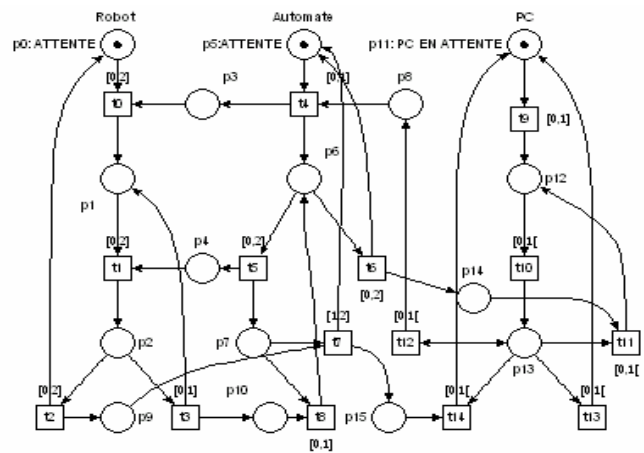 Robot Automate PC
p0: ATTENTE p5:ATTENTE p11: PC EN ATTENTE
[0,2] p3 [0,1] p8
t0 t4 t9 [0,1]
p6
p1 p12
[0,2] p4 [0,2] [0,1[
t1 t5 t6 p14 t10
[0,2]
p2 p7 [1,2] [0,1[ p13
t7 t12 t11
[0,1[
[0,2] [0,1] p10 [0,1[ [0,1[
t2 p9 t3 t8 p15 t14 t13
[0,1]